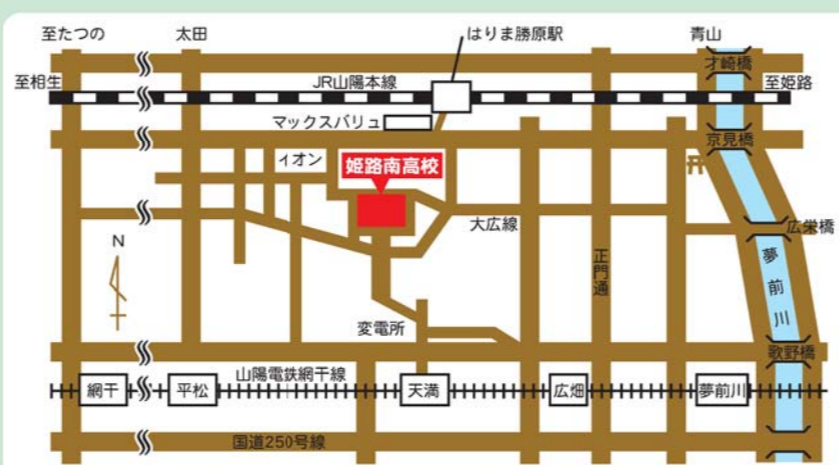 至たつの
太田
はりま勝原駅
青山
才崎橋
至相生
JR山陽本線
至姫路
マックスバリュ
京見橋
イオン
姫路南高校
大広線
広栄橋
N
正門通
夢前川
変電所
歌野橋
山陽電鉄網干線
網干
平松
天満
広畑
夢前川
国道250号線